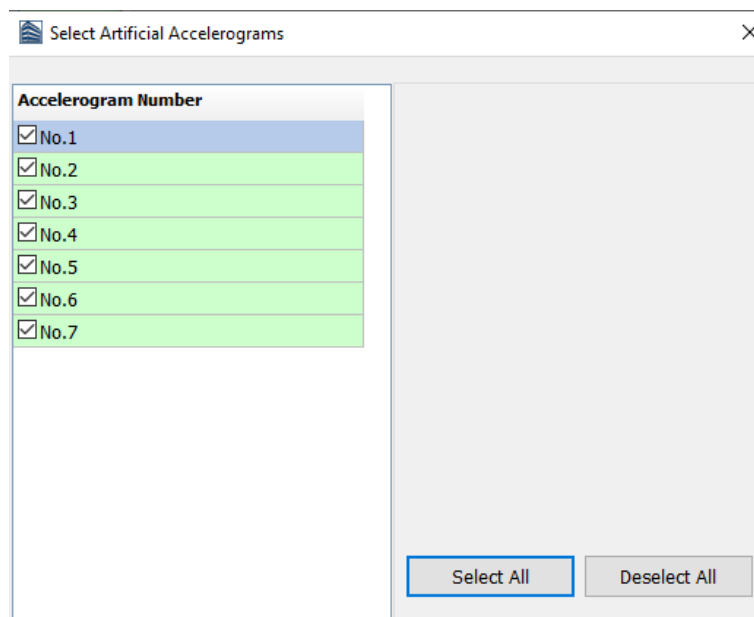 Select Artificial Accelerograms
Accelerogram Number
No.1
No.2
No.3
No.4
No.5
No.6
No.7
Select All
Deselect All